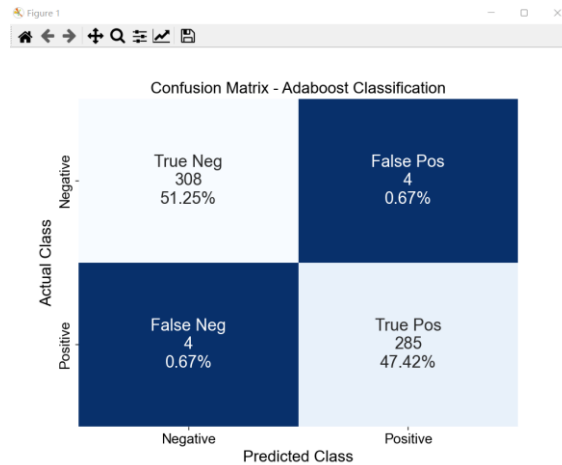 Figure 1
Confusion Matrix - Adaboost Classification
True Neg
308
51.25%
False Pos
4
0.67%
False Neg
4
0.67%
True Pos
285
47.42%
Actual Class
Negative
Positive
Negative
Positive
Predicted Class